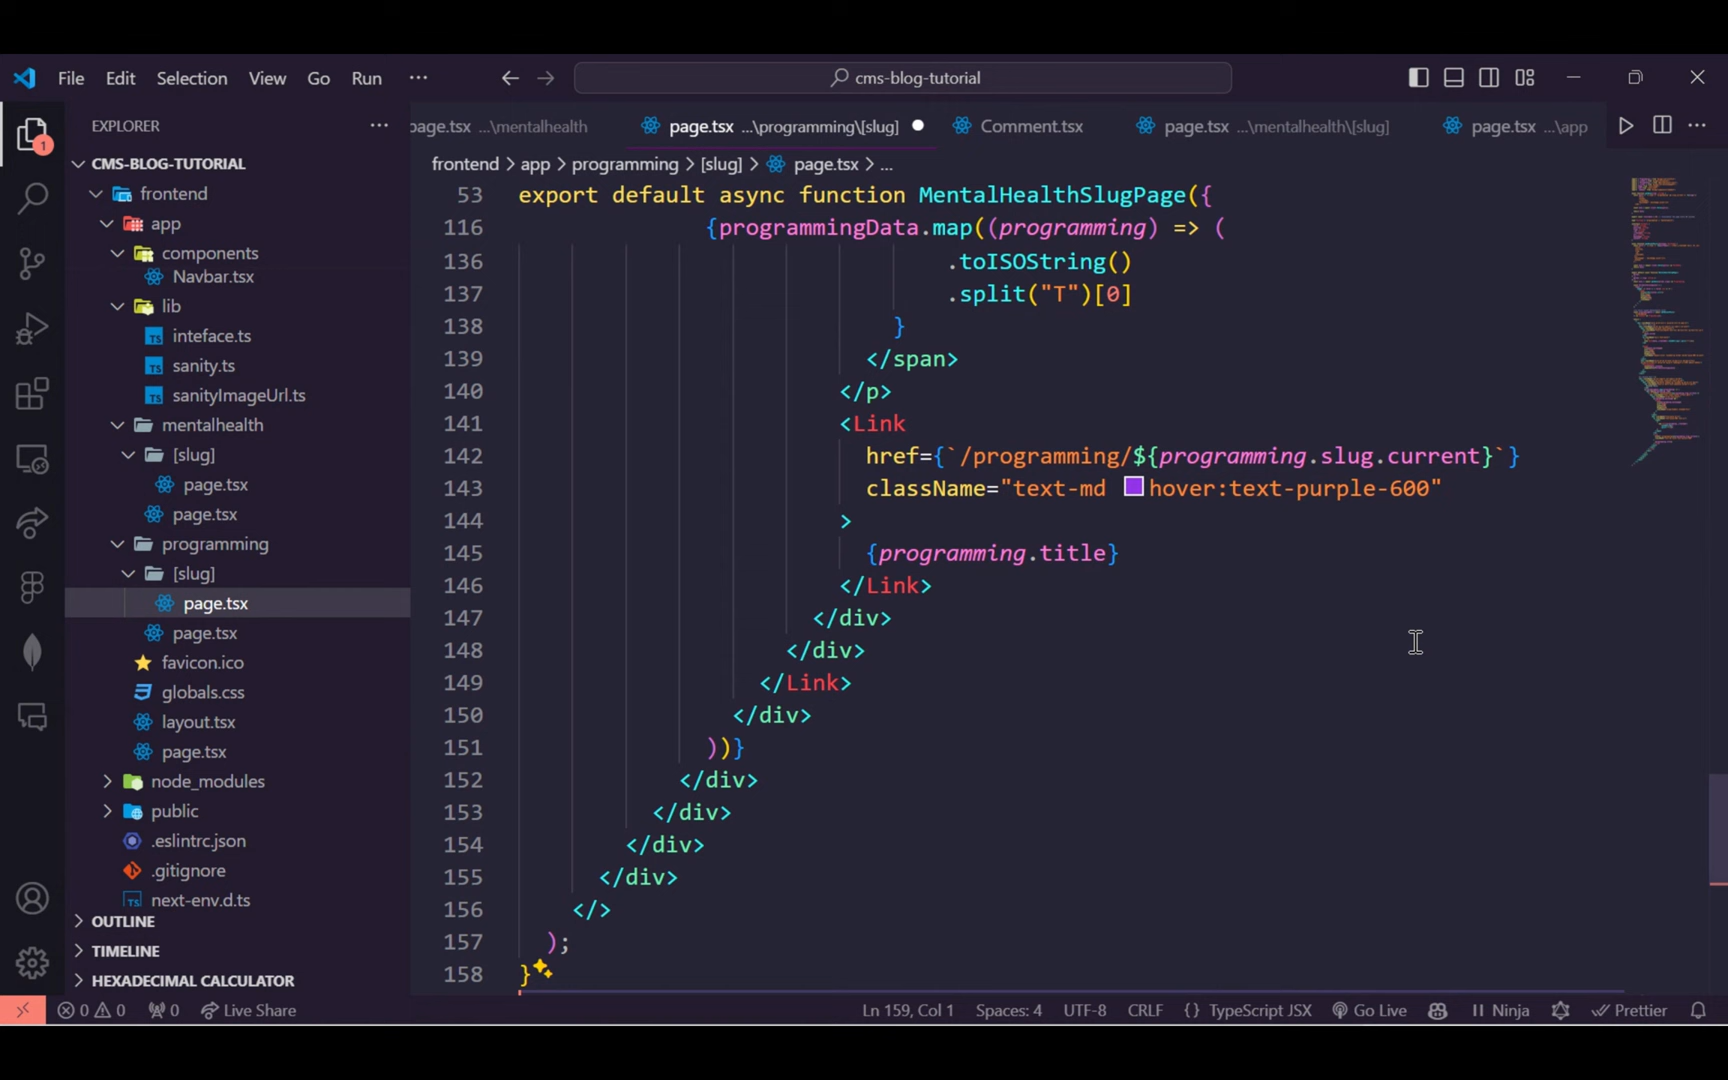 File Edit Selection View Go Run ··· cms-blog-tutorial
EXPLORER ···
1
page.tsx ...\mentalhealth page.tsx ...\programming\[slug] Comment.tsx page.tsx ...\mentalhealth\[slug] page.tsx ...\app
CMS-BLOG-TUTORIAL
frontend
app
components
Navbar.tsx
lib
inteface.ts
sanity.ts
sanityImageUrl.ts
mentalhealth
[slug]
page.tsx
page.tsx
programming
[slug]
page.tsx
page.tsx
favicon.ico
globals.css
layout.tsx
page.tsx
node_modules
public
.eslintrc.json
.gitignore
next-env.d.ts
OUTLINE
TIMELINE
HEXADECIMAL CALCULATOR
frontend > app > programming > [slug] > page.tsx > ...
53 export default async function MentalHealthSlugPage({
116 {programmingData.map((programming) => (
136 .toISOString()
137 .split("T")[0]
138 }
139 </span>
140 </p>
141 <Link
142 href={`/programming/${programming.slug.current}`}
143 className="text-md hover:text-purple-600"
144 >
145 {programming.title}
146 </Link>
147 </div>
148 </div>
149 </Link>
150 </div>
151 ))}
152 </div>
153 </div>
154 </div>
155 </div>
156 </>
157 );
158 }
0 0 0 Live Share Ln 159, Col 1 Spaces: 4 UTF-8 CRLF {} TypeScript JSX Go Live Ninja Prettier